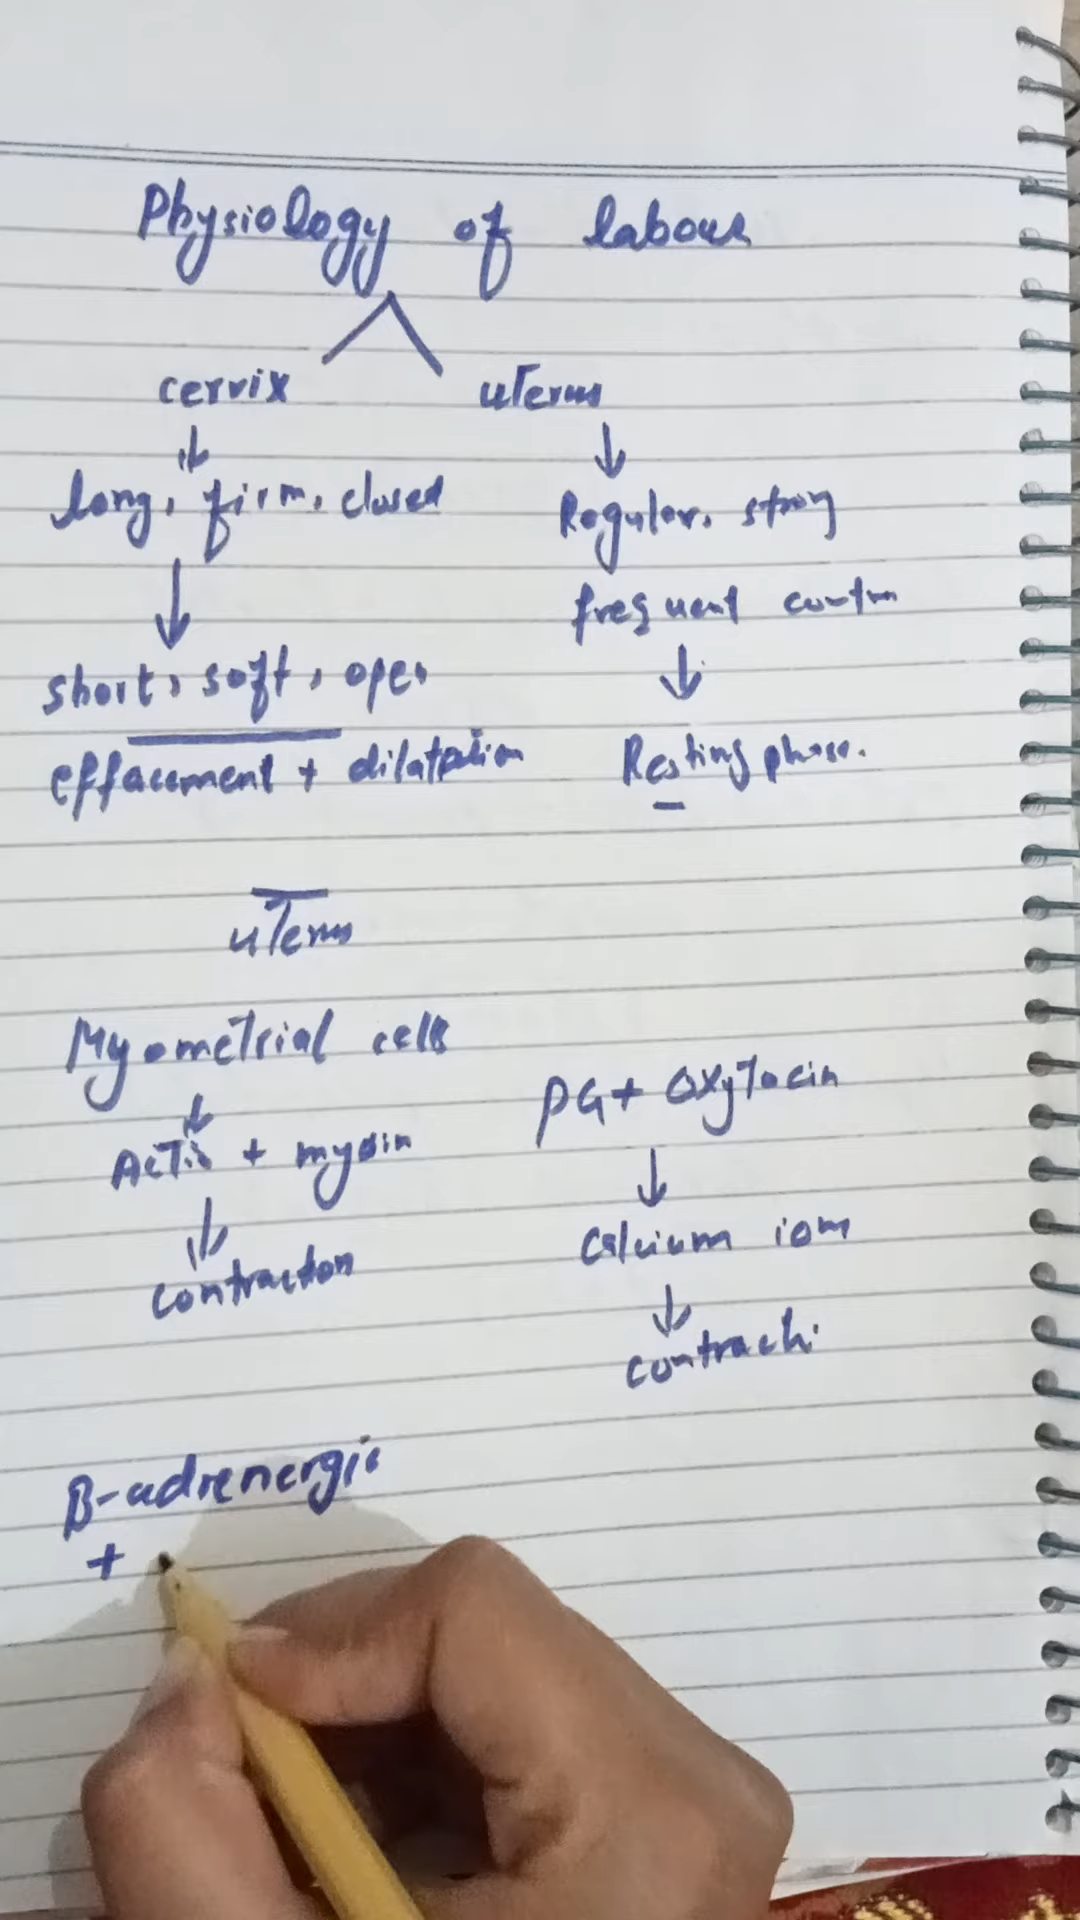 Physiology of labour
cervix
uterus
long, firm, closed
Regular, strong
frequent contrn
short, soft, open
effacement + dilatation
Resting phase.
uterus
Myometrial cells
PG + oxytocin
Actin + myosin
Calcium ion
contraction
contracti
B-adrenergic
+